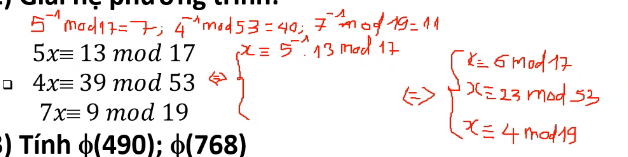 2) Giải hệ phương trình:
5⁻¹ mod 17 = 7; 4⁻¹ mod 53 = 40; 7⁻¹ mod 19 = 11
5x≡ 13 mod 17
x ≡ 5⁻¹.13 mod 17
4x≡ 39 mod 53 ⇔ {
7x≡ 9 mod 19
⇔ {
x ≡ 6 mod 17
x ≡ 23 mod 53
x ≡ 4 mod 19
3) Tính ϕ(490); ϕ(768)